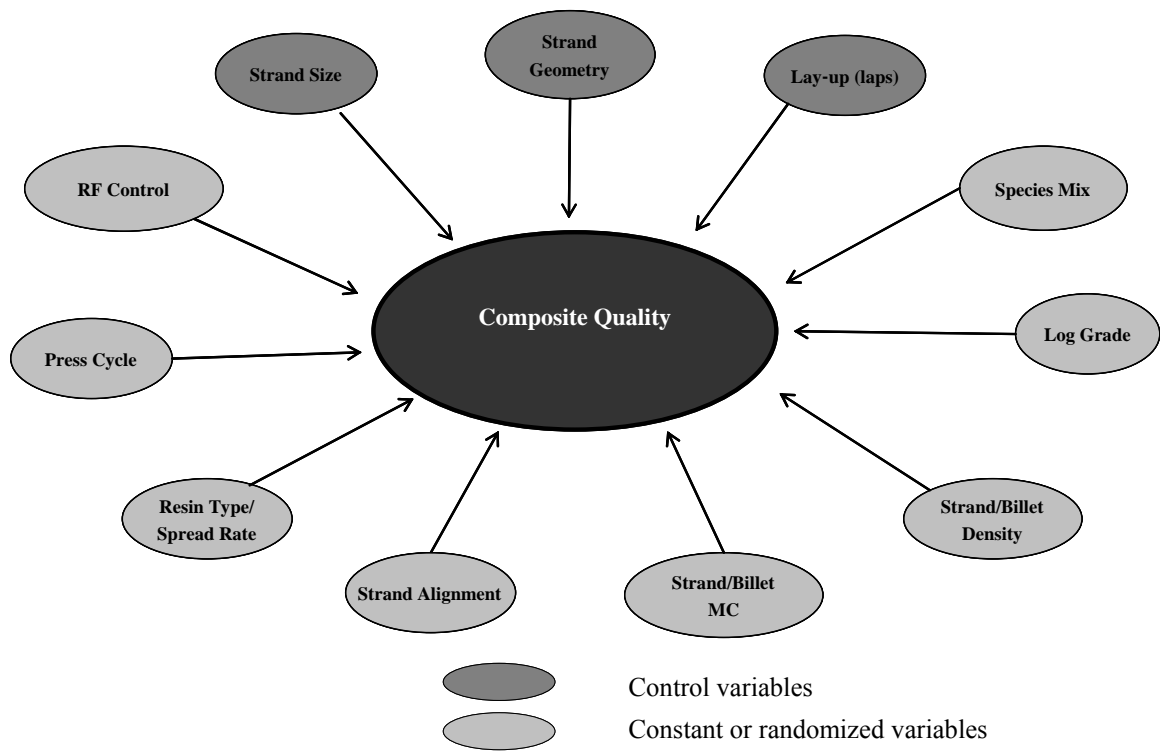 Strand
Geometry
Strand Size
Lay-up (laps)
RF Control
Species Mix
Composite Quality
Press Cycle
Log Grade
Resin Type/
Spread Rate
Strand/Billet
Density
Strand Alignment
Strand/Billet
MC
Control variables
Constant or randomized variables